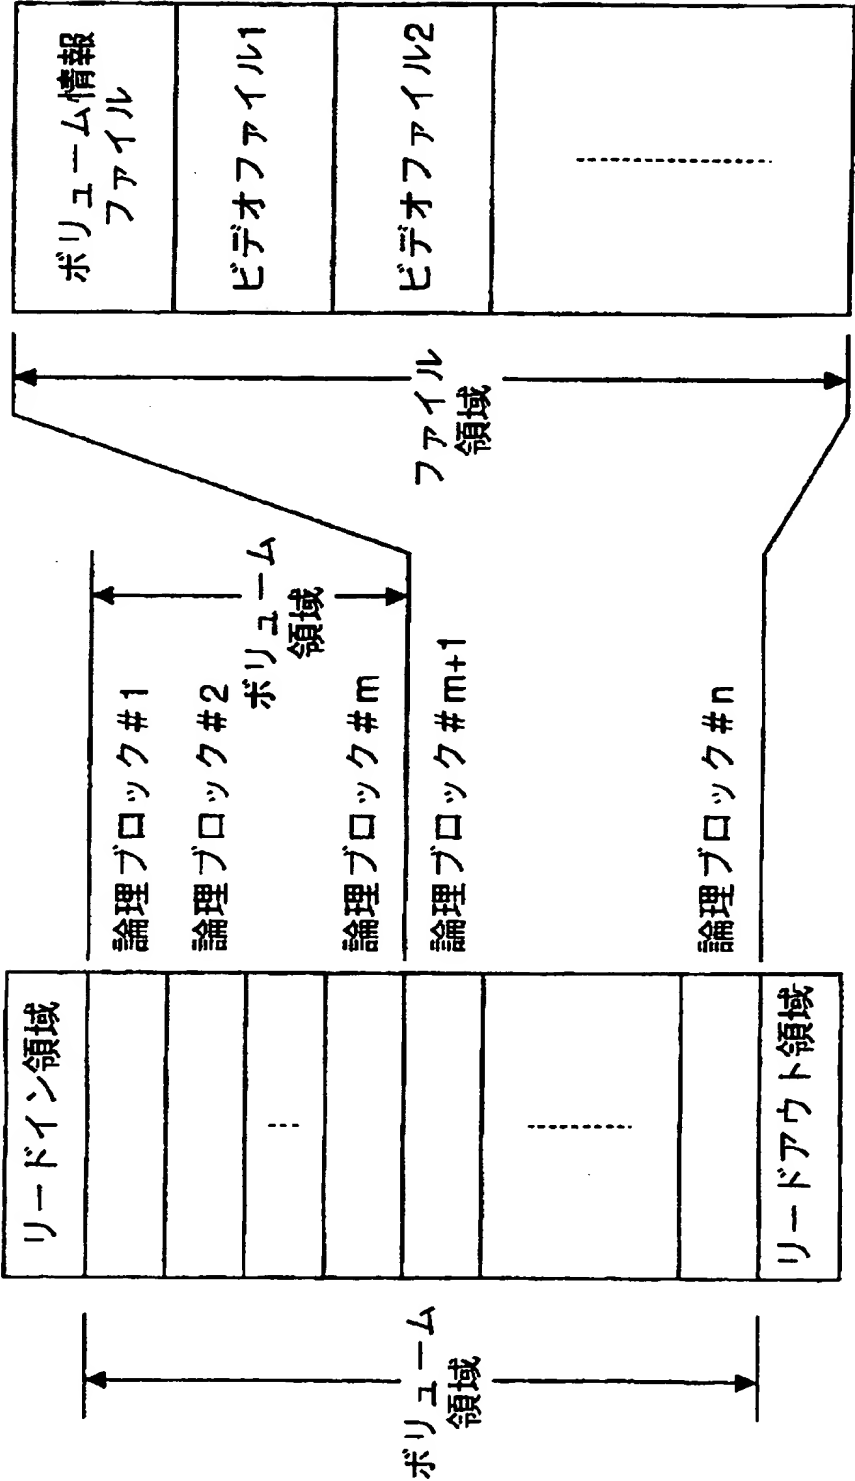 ボリューム
領域
リードイン領域
リードアウト領域
論理ブロック#1
論理ブロック#2
論理ブロック#m
論理ブロック#m+1
論理ブロック#n
ボリューム
領域
ファイル
領域
ボリューム情報
ファイル
ビデオファイル1
ビデオファイル2